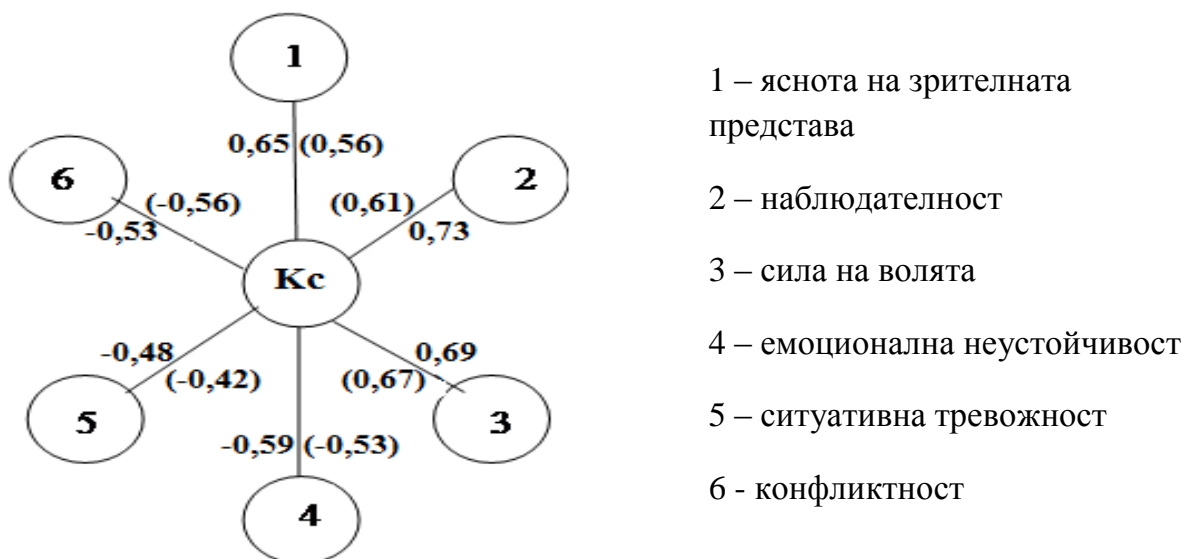 1
0,65 (0,56)
6
2
(-0,56)
-0,53
(0,61)
0,73
Кс
-0,48
(-0,42)
0,69
(0,67)
5
3
-0,59 (-0,53)
4
1 – яснота на зрителната
представа
2 – наблюдателност
3 – сила на волята
4 – емоционална неустойчивост
5 – ситуативна тревожност
6 - конфликтност